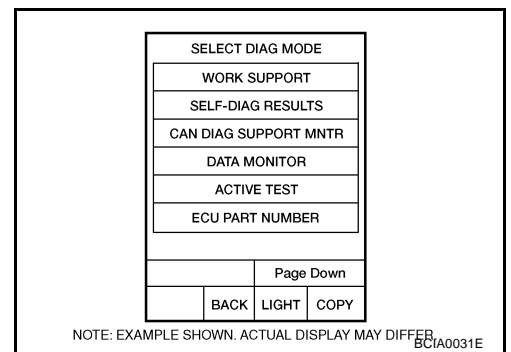 SELECT DIAG MODE
WORK SUPPORT
SELF-DIAG RESULTS
CAN DIAG SUPPORT MNTR
DATA MONITOR
ACTIVE TEST
ECU PART NUMBER
Page Down
BACK LIGHT COPY
NOTE: EXAMPLE SHOWN. ACTUAL DISPLAY MAY DIFFER.
BCIA0031E